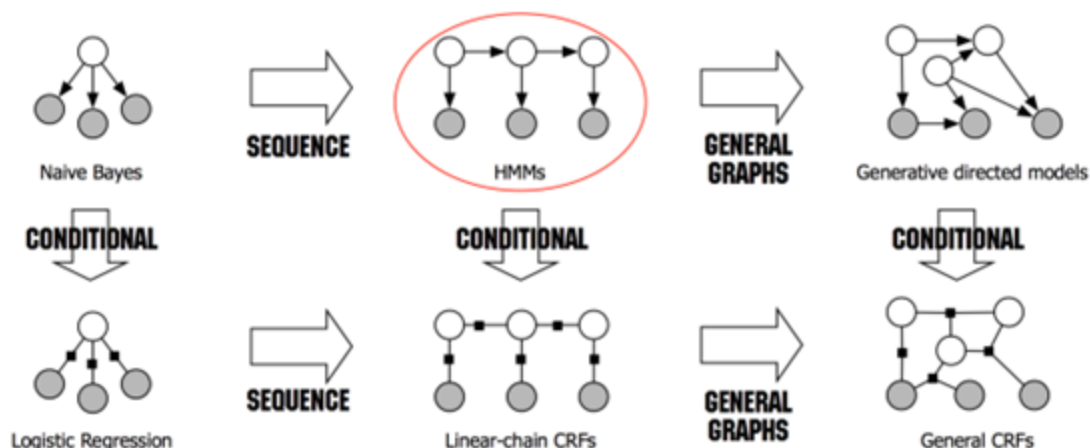 SEQUENCE
GENERAL
GRAPHS
Naive Bayes
HMMs
Generative directed models
CONDITIONAL
CONDITIONAL
CONDITIONAL
SEQUENCE
GENERAL
GRAPHS
Logistic Regression
Linear-chain CRFs
General CRFs